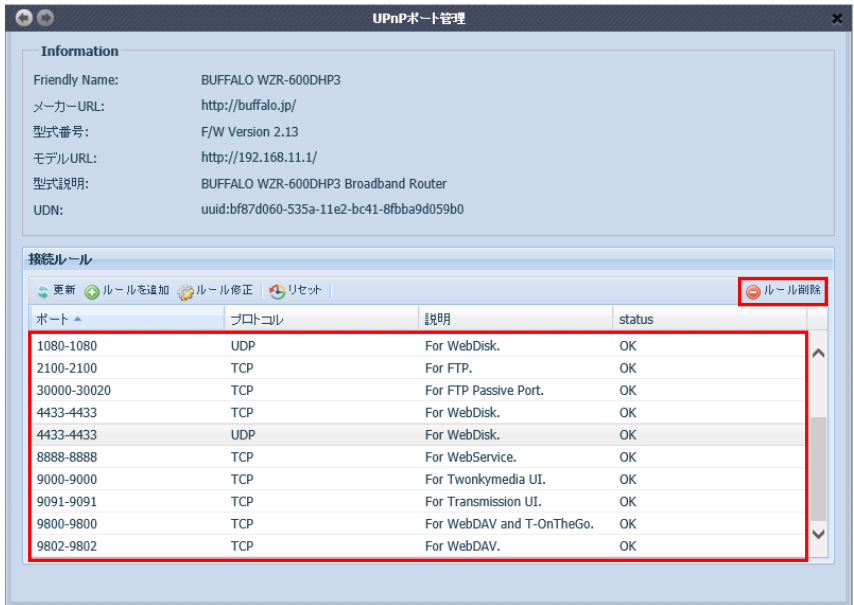 UPnPポート管理
Information
Friendly Name: BUFFALO WZR-600DHP3
メーカーURL: http://buffalo.jp/
型式番号: F/W Version 2.13
モデルURL: http://192.168.11.1/
型式説明: BUFFALO WZR-600DHP3 Broadband Router
UDN: uuid:bf87d060-535a-11e2-bc41-8fbba9d059b0
接続ルール
更新 ルールを追加 ルール修正 リセット ルール削除
ポート プロトコル 説明 status
1080-1080 UDP For WebDisk. OK
2100-2100 TCP For FTP. OK
30000-30020 TCP For FTP Passive Port. OK
4433-4433 TCP For WebDisk. OK
4433-4433 UDP For WebDisk. OK
8888-8888 TCP For WebService. OK
9000-9000 TCP For Twonkymedia UI. OK
9091-9091 TCP For Transmission UI. OK
9800-9800 TCP For WebDAV and T-OnTheGo. OK
9802-9802 TCP For WebDAV. OK